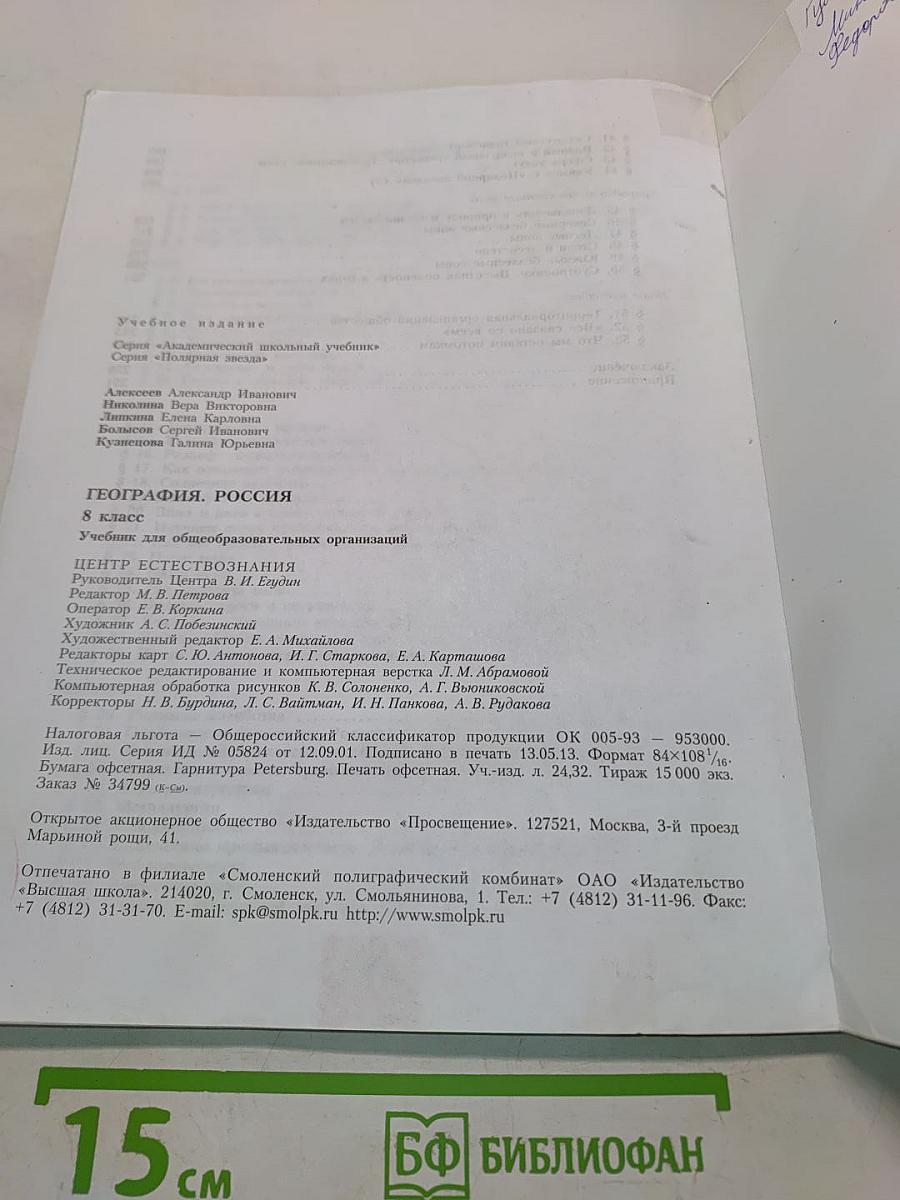 Учебное издание
Серия «Академический школьный учебник»
Серия «Полярная звезда»
Алексеев Александр Иванович
Николина Вера Викторовна
Липкина Елена Карловна
Болысов Сергей Иванович
Кузнецова Галина Юрьевна
ГЕОГРАФИЯ. РОССИЯ
8 класс
Учебник для общеобразовательных организаций
ЦЕНТР ЕСТЕСТВОЗНАНИЯ
Руководитель Центра В. И. Егудин
Редактор М. В. Петрова
Оператор Е. В. Коркина
Художник А. С. Побезинский
Художественный редактор Е. А. Михайлова
Редакторы карт С. Ю. Антонова, И. Г. Старкова, Е. А. Карташова
Техническое редактирование и компьютерная верстка Л. М. Абрамовой
Компьютерная обработка рисунков К. В. Солоненко, А. Г. Вьюниковской
Корректоры Н. В. Бурдина, Л. С. Вайтман, И. Н. Панкова, А. В. Рудакова
Налоговая льгота — Общероссийский классификатор продукции ОК 005-93 — 953000.
Изд. лиц. Серия ИД № 05824 от 12.09.01. Подписано в печать 13.05.13. Формат 84×108 1/16.
Бумага офсетная. Гарнитура Petersburg. Печать офсетная. Уч.-изд. л. 24,32. Тираж 15 000 экз.
Заказ № 34799 (К-См).
Открытое акционерное общество «Издательство «Просвещение». 127521, Москва, 3-й проезд
Марьиной рощи, 41.
Отпечатано в филиале «Смоленский полиграфический комбинат» ОАО «Издательство
«Высшая школа». 214020, г. Смоленск, ул. Смольянинова, 1. Тел.: +7 (4812) 31-11-96. Факс:
+7 (4812) 31-31-70. E-mail: spk@smolpk.ru http://www.smolpk.ru
15 см
БФ БИБЛИОФАН